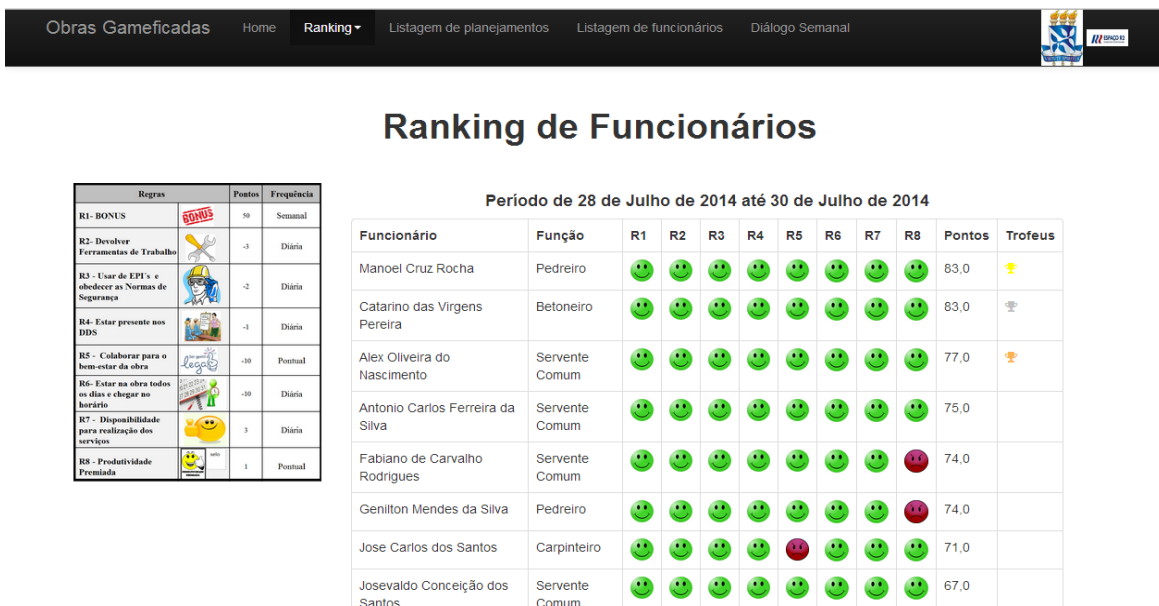 Obras Gameficadas Home Ranking Listagem de planejamentos Listagem de funcionários Diálogo Semanal
ESPAÇO R2
Ranking de Funcionários
Regras Pontos Frequência
R1- BONUS BONUS 50 Semanal
R2- Devolver
Ferramentas de Trabalho -3 Diária
R3 - Usar de EPI´s e
obedecer as Normas de
Segurança -2 Diária
R4- Estar presente nos
DDS -1 Diária
R5 - Colaborar para o
bem-estar da obra legal -10 Pontual
R6- Estar na obra todos
os dias e chegar no
horário -10 Diária
R7 - Disponibilidade
para realização dos
serviços 3 Diária
R8 - Produtividade
Premiada 1 Pontual
Período de 28 de Julho de 2014 até 30 de Julho de 2014
Funcionário Função R1 R2 R3 R4 R5 R6 R7 R8 Pontos Trofeus
Manoel Cruz Rocha Pedreiro 83,0
Catarino das Virgens
Pereira Betoneiro 83,0
Alex Oliveira do
Nascimento Servente
Comum 77,0
Antonio Carlos Ferreira da
Silva Servente
Comum 75,0
Fabiano de Carvalho
Rodrigues Servente
Comum 74,0
Genilton Mendes da Silva Pedreiro 74,0
Jose Carlos dos Santos Carpinteiro 71,0
Josevaldo Conceição dos
Santos Servente
Comum 67,0